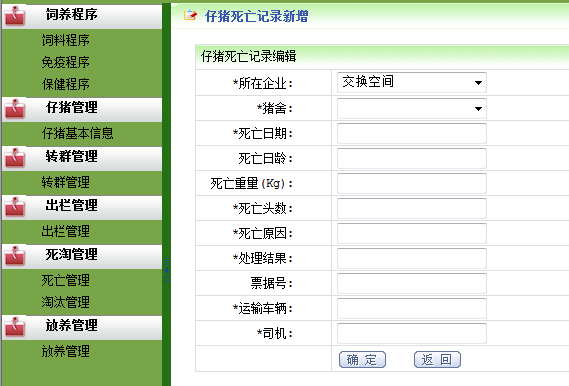 饲养程序
饲料程序
免疫程序
保健程序
仔猪管理
仔猪基本信息
转群管理
转群管理
出栏管理
出栏管理
死淘管理
死亡管理
淘汰管理
放养管理
放养管理
仔猪死亡记录新增
仔猪死亡记录编辑
*所在企业： 交换空间
*猪舍：
*死亡日期：
死亡日龄：
死亡重量(Kg)：
*死亡头数：
*死亡原因：
*处理结果：
票据号：
*运输车辆：
*司机：
确 定 返 回